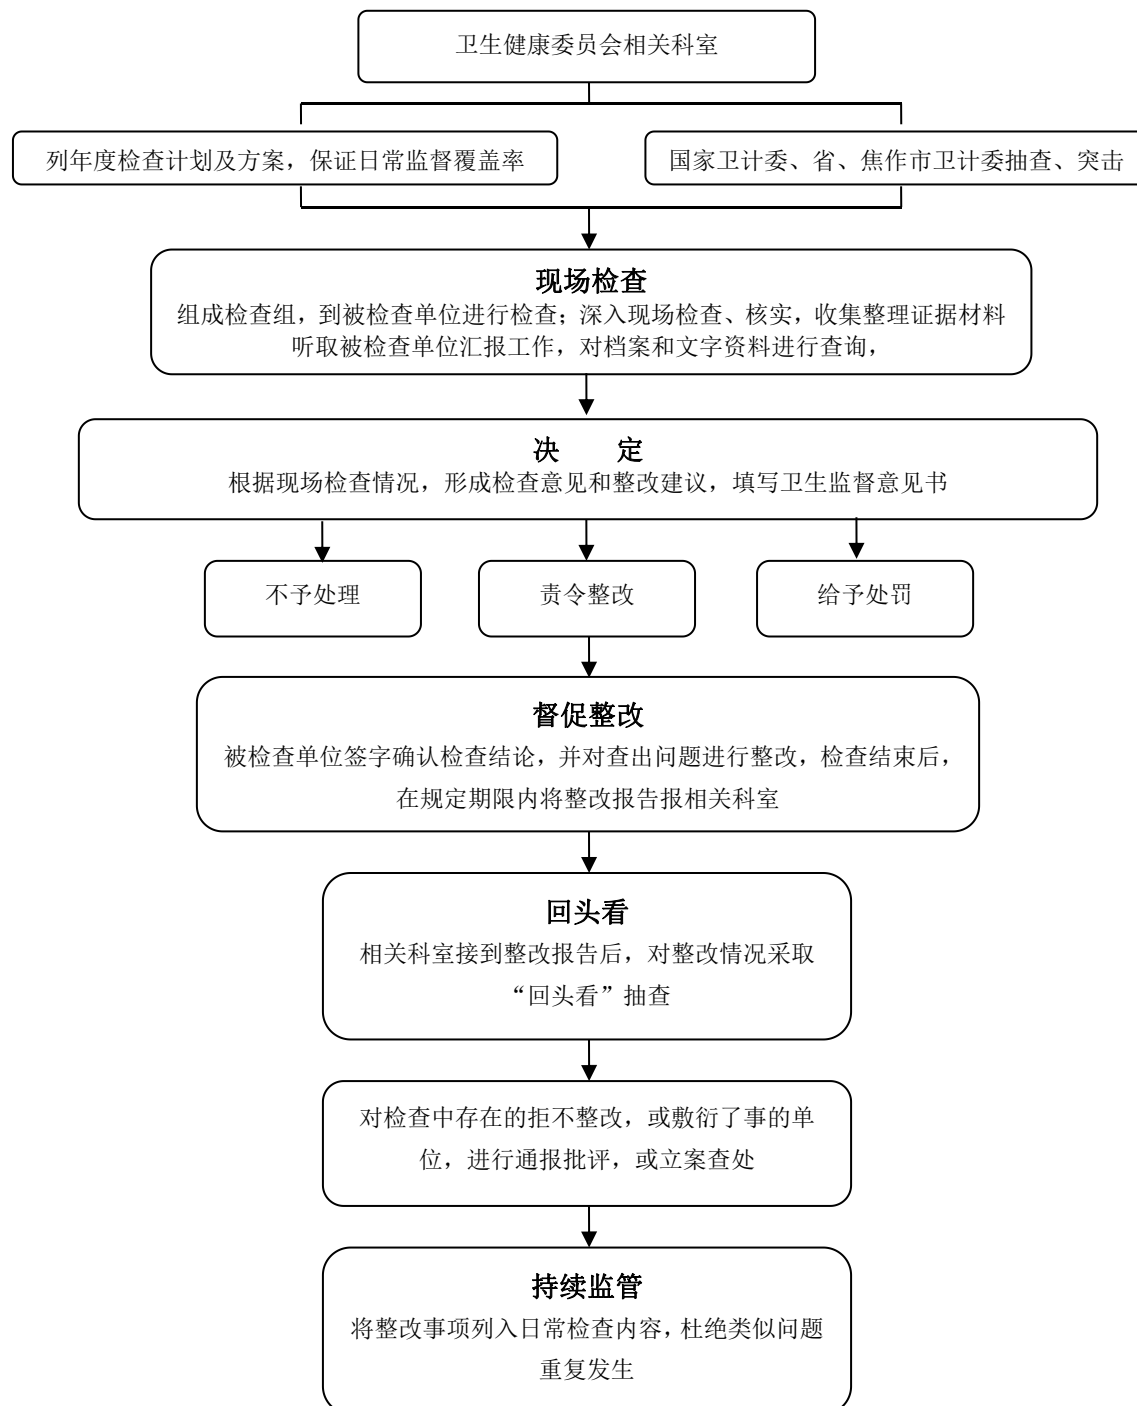 卫生健康委员会相关科室
列年度检查计划及方案，保证日常监督覆盖率
国家卫计委、省、焦作市卫计委抽查、突击
现场检查
组成检查组，到被检查单位进行检查；深入现场检查、核实，收集整理证据材料
听取被检查单位汇报工作，对档案和文字资料进行查询，
决 定
根据现场检查情况，形成检查意见和整改建议，填写卫生监督意见书
不予处理
责令整改
给予处罚
督促整改
被检查单位签字确认检查结论，并对查出问题进行整改，检查结束后，
在规定期限内将整改报告报相关科室
回头看
相关科室接到整改报告后，对整改情况采取
“回头看”抽查
对检查中存在的拒不整改，或敷衍了事的单
位，进行通报批评，或立案查处
持续监管
将整改事项列入日常检查内容，杜绝类似问题
重复发生